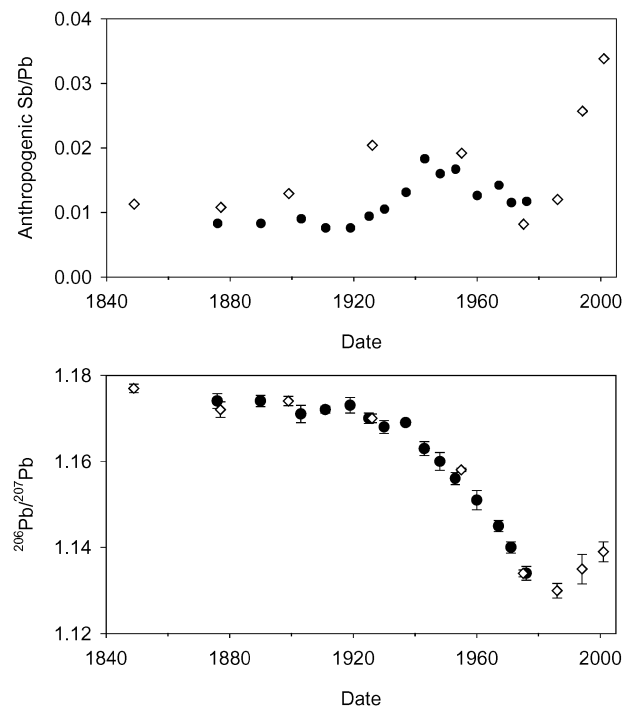 Anthropogenic Sb/Pb
0.04
0.03
0.02
0.01
0.00
1840 1880 1920 1960 2000
Date
²⁰⁶Pb/²⁰⁷Pb
1.18
1.16
1.14
1.12
1840 1880 1920 1960 2000
Date